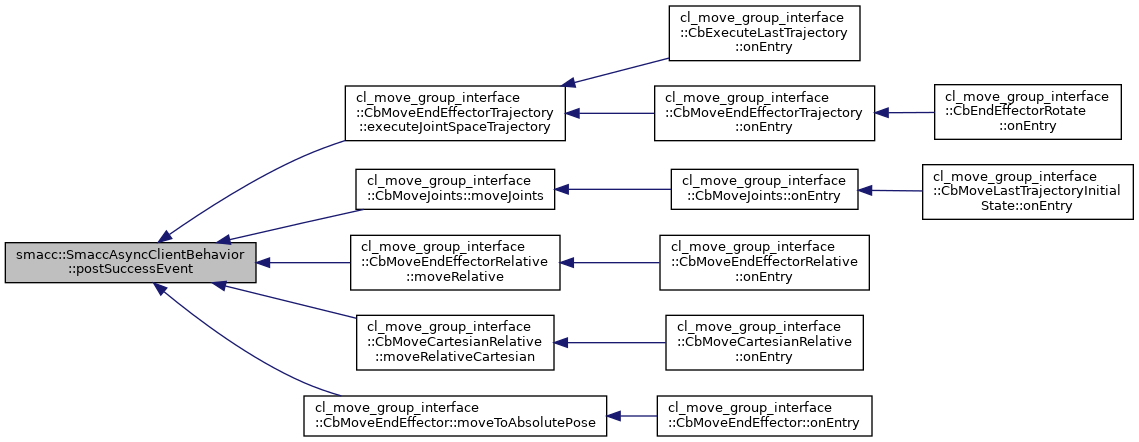 cl_move_group_interface
::CbExecuteLastTrajectory
::onEntry
cl_move_group_interface
::CbMoveEndEffectorTrajectory
::executeJointSpaceTrajectory
cl_move_group_interface
::CbMoveEndEffectorTrajectory
::onEntry
cl_move_group_interface
::CbEndEffectorRotate
::onEntry
cl_move_group_interface
::CbMoveJoints::moveJoints
cl_move_group_interface
::CbMoveJoints::onEntry
cl_move_group_interface
::CbMoveLastTrajectoryInitial
State::onEntry
smacc::SmaccAsyncClientBehavior
::postSuccessEvent
cl_move_group_interface
::CbMoveEndEffectorRelative
::moveRelative
cl_move_group_interface
::CbMoveEndEffectorRelative
::onEntry
cl_move_group_interface
::CbMoveCartesianRelative
::moveRelativeCartesian
cl_move_group_interface
::CbMoveCartesianRelative
::onEntry
cl_move_group_interface
::CbMoveEndEffector::moveToAbsolutePose
cl_move_group_interface
::CbMoveEndEffector::onEntry